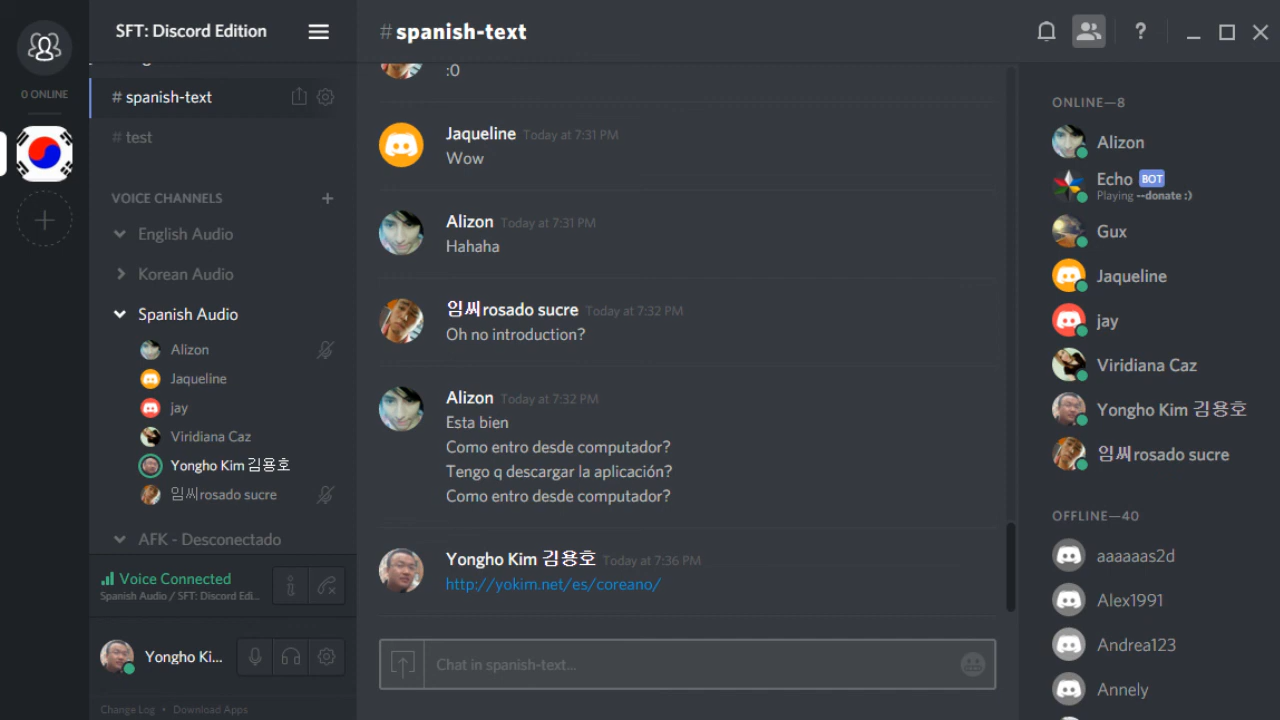 0 ONLINE
SFT: Discord Edition
# spanish-text
# test
VOICE CHANNELS
English Audio
Korean Audio
Spanish Audio
Alizon
Jaqueline
jay
Viridiana Caz
Yongho Kim 김용호
임씨rosado sucre
AFK - Desconectado
Voice Connected
Spanish Audio / SFT: Discord Edi...
Yongho Ki...
Change Log • Download Apps
# spanish-text
:0
Jaqueline Today at 7:31 PM
Wow
Alizon Today at 7:31 PM
Hahaha
임씨rosado sucre Today at 7:32 PM
Oh no introduction?
Alizon Today at 7:32 PM
Esta bien
Como entro desde computador?
Tengo q descargar la aplicación?
Como entro desde computador?
Yongho Kim 김용호 Today at 7:36 PM
http://yokim.net/es/coreano/
Chat in spanish-text...
ONLINE—8
Alizon
Echo BOT
Playing --donate :)
Gux
Jaqueline
jay
Viridiana Caz
Yongho Kim 김용호
임씨rosado sucre
OFFLINE—40
aaaaaas2d
Alex1991
Andrea123
Annely